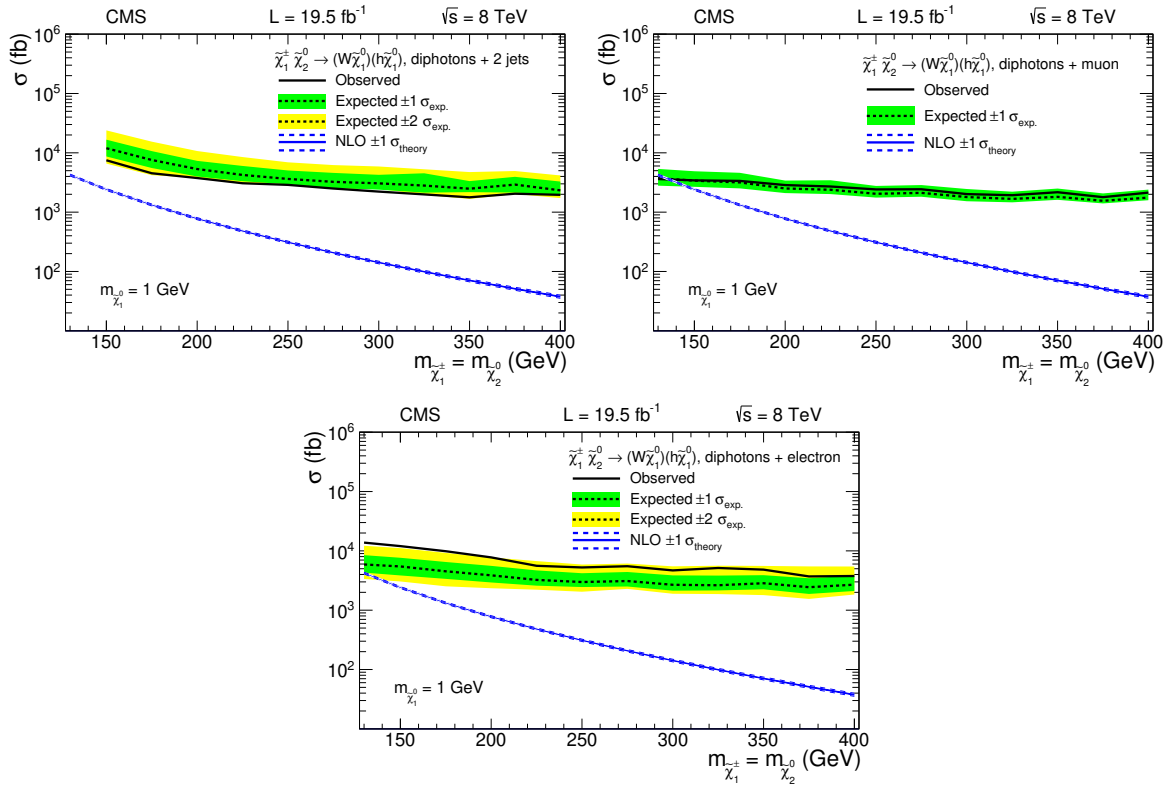 CMS L = 19.5 fb⁻¹ √s = 8 TeV
σ (fb)
10⁶
10⁵
10⁴
10³
10²
χ̃₁± χ̃₂⁰ → (Wχ̃₁⁰)(hχ̃₁⁰), diphotons + 2 jets
Observed
Expected ±1 σexp.
Expected ±2 σexp.
NLO ±1 σtheory
mχ̃₁⁰ = 1 GeV
150 200 250 300 350 400
mχ̃₁± = mχ̃₂⁰ (GeV)
CMS L = 19.5 fb⁻¹ √s = 8 TeV
σ (fb)
10⁶
10⁵
10⁴
10³
10²
χ̃₁± χ̃₂⁰ → (Wχ̃₁⁰)(hχ̃₁⁰), diphotons + muon
Observed
Expected ±1 σexp.
NLO ±1 σtheory
mχ̃₁⁰ = 1 GeV
150 200 250 300 350 400
mχ̃₁± = mχ̃₂⁰ (GeV)
CMS L = 19.5 fb⁻¹ √s = 8 TeV
σ (fb)
10⁶
10⁵
10⁴
10³
10²
χ̃₁± χ̃₂⁰ → (Wχ̃₁⁰)(hχ̃₁⁰), diphotons + electron
Observed
Expected ±1 σexp.
Expected ±2 σexp.
NLO ±1 σtheory
mχ̃₁⁰ = 1 GeV
150 200 250 300 350 400
mχ̃₁± = mχ̃₂⁰ (GeV)